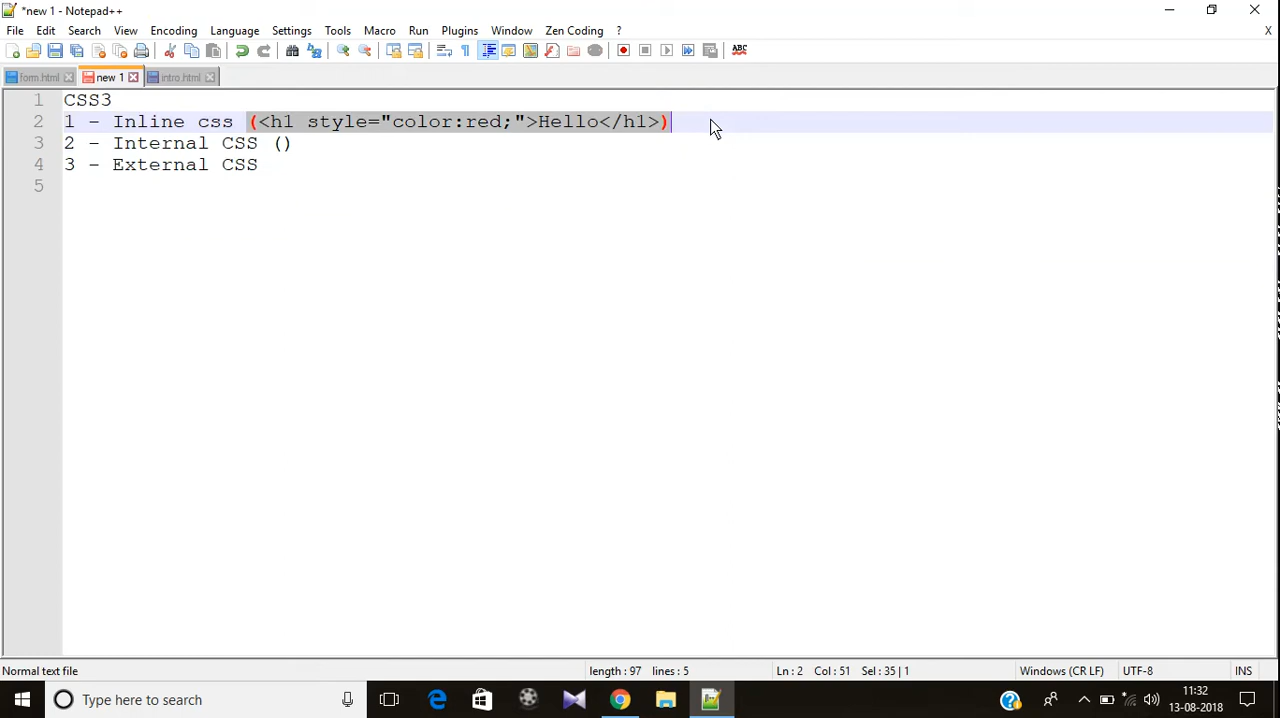 *new 1 - Notepad++
File Edit Search View Encoding Language Settings Tools Macro Run Plugins Window Zen Coding ? X
ABC
form.html new 1 intro.html
1 CSS3
2 1 - Inline css (<h1 style="color:red;">Hello</h1>)
3 2 - Internal CSS ()
4 3 - External CSS
5
Normal text file length : 97 lines : 5 Ln : 2 Col : 51 Sel : 35 | 1 Windows (CR LF) UTF-8 INS
Type here to search
11:32
13-08-2018